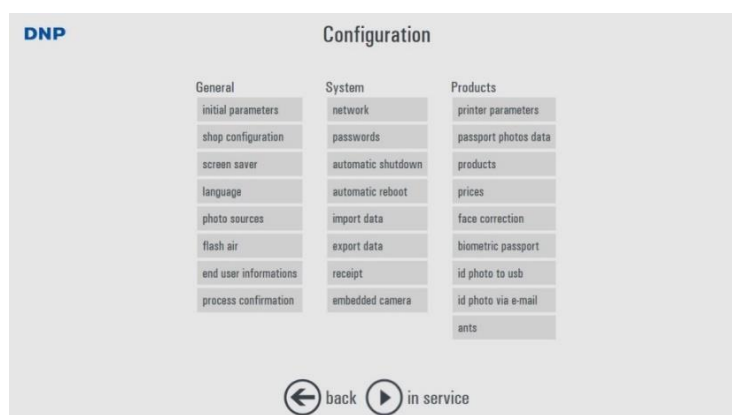 DNP
Configuration
General
initial parameters
shop configuration
screen saver
language
photo sources
flash air
end user informations
process confirmation
System
network
passwords
automatic shutdown
automatic reboot
import data
export data
receipt
embedded camera
Products
printer parameters
passport photos data
products
prices
face correction
biometric passport
id photo to usb
id photo via e-mail
ants
back
in service